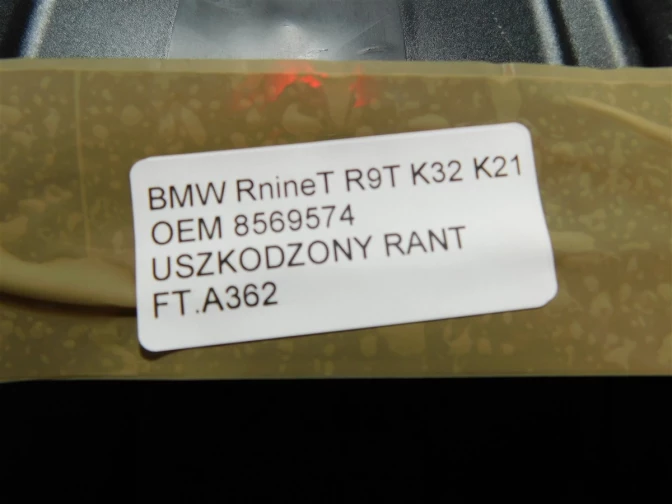 BMW RnineT R9T K32 K21
OEM 8569574
USZKODZONY RANT
FT.A362